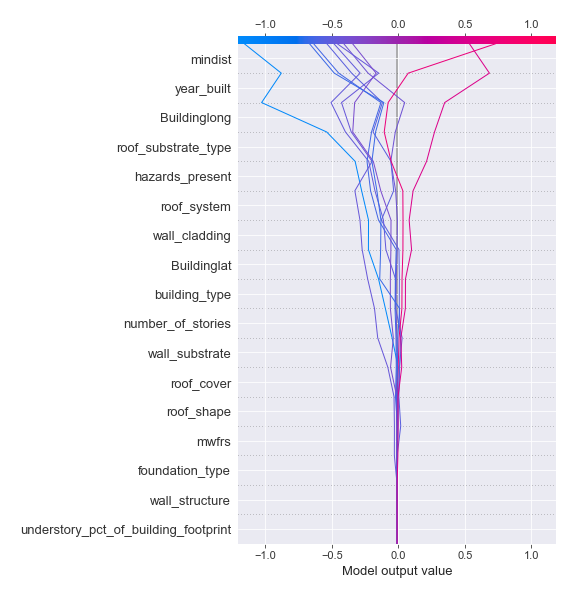 −1.0 −0.5 0.0 0.5 1.0
mindist
year_built
Buildinglong
roof_substrate_type
hazards_present
roof_system
wall_cladding
Buildinglat
building_type
number_of_stories
wall_substrate
roof_cover
roof_shape
mwfrs
foundation_type
wall_structure
understory_pct_of_building_footprint
−1.0 −0.5 0.0 0.5 1.0
Model output value